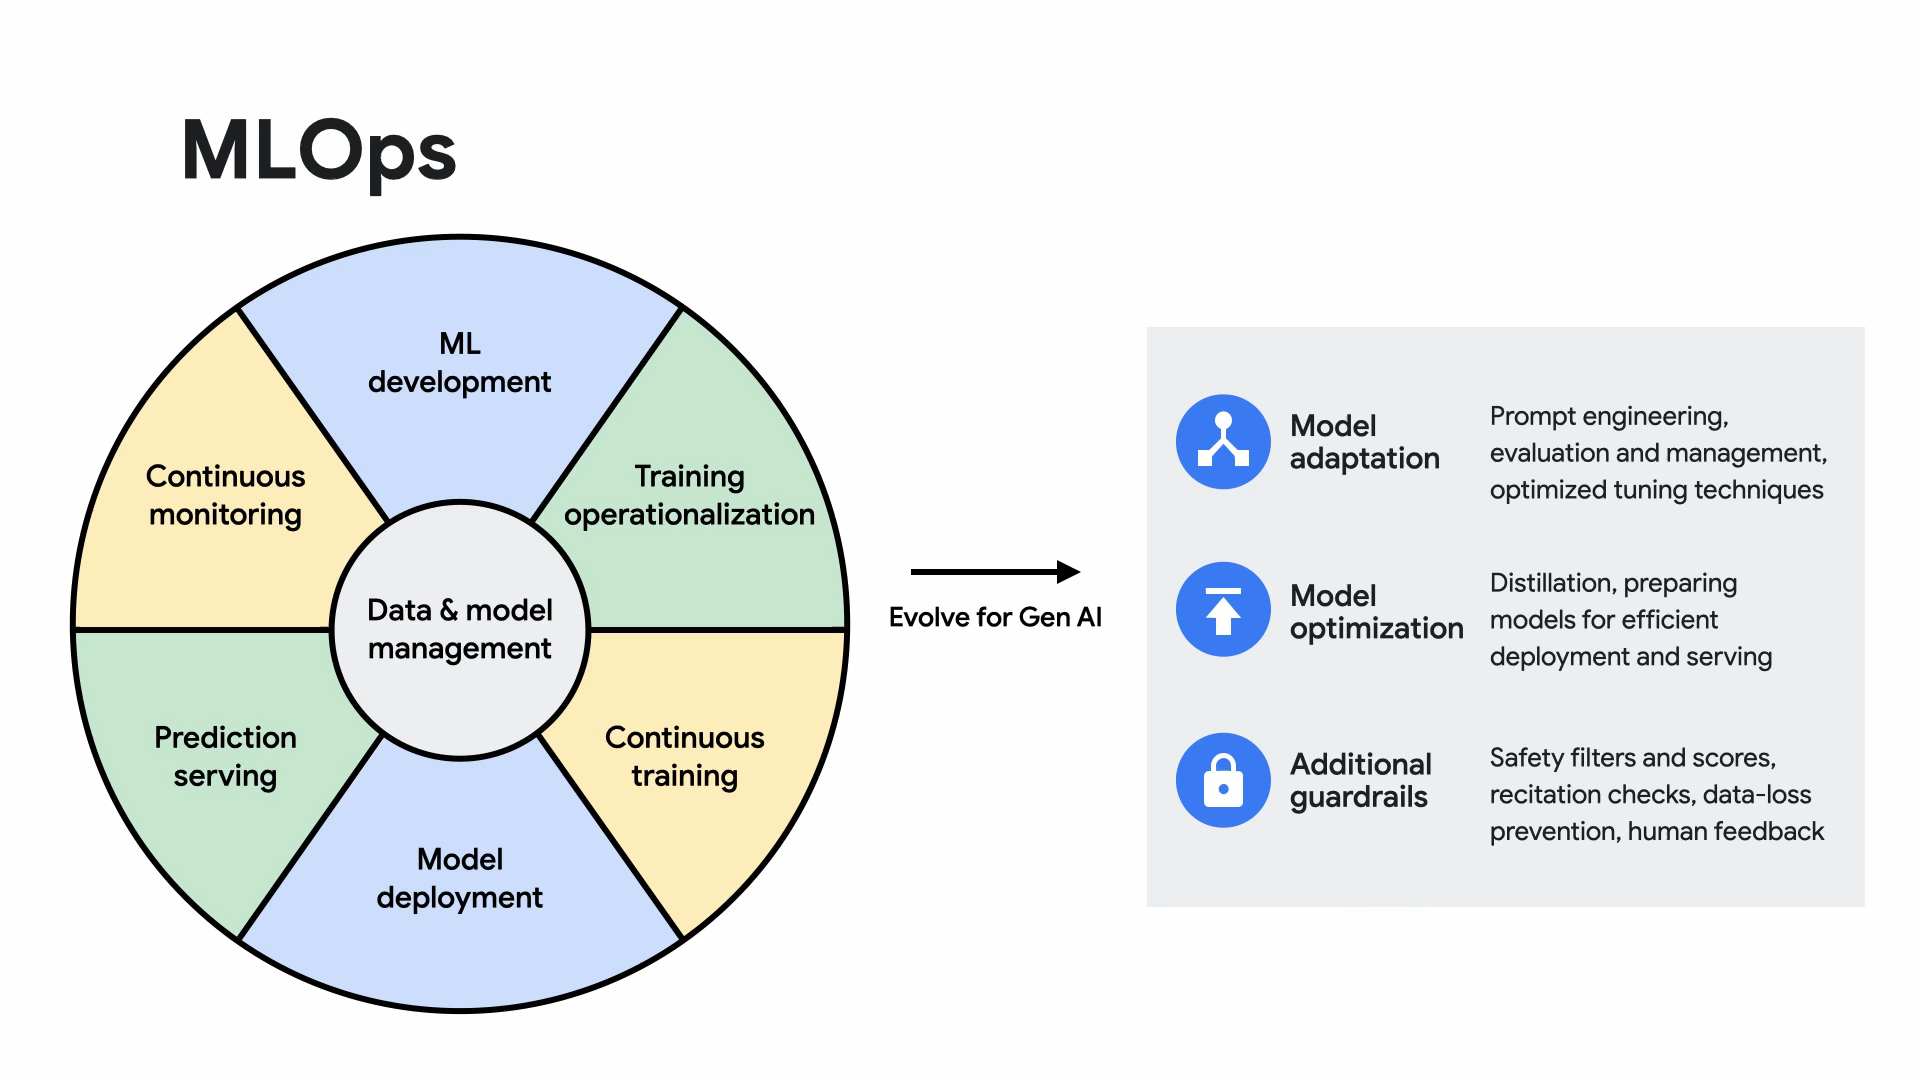 MLOps
ML
development
Training
operationalization
Continuous
training
Model
deployment
Prediction
serving
Continuous
monitoring
Data & model
management
Evolve for Gen AI
Model
adaptation
Prompt engineering,
evaluation and management,
optimized tuning techniques
Model
optimization
Distillation, preparing
models for efficient
deployment and serving
Additional
guardrails
Safety filters and scores,
recitation checks, data-loss
prevention, human feedback